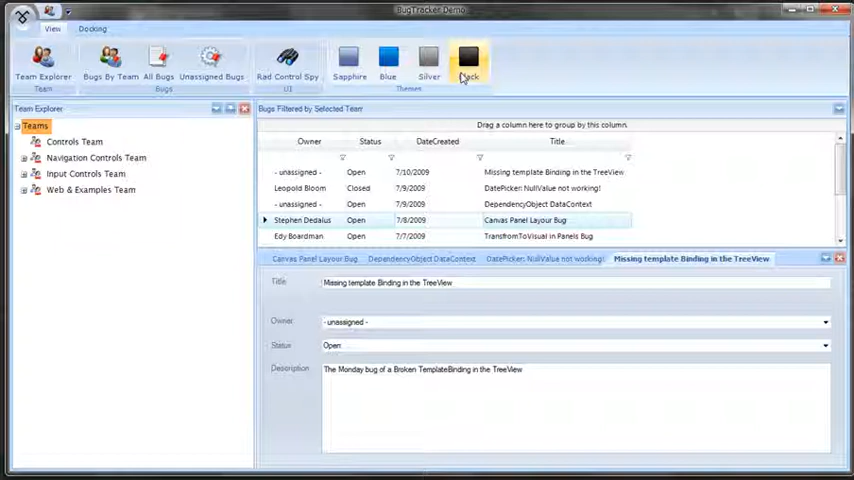 BugTracker Demo
View Docking
Team Explorer Bugs By Team All Bugs Unassigned Bugs Rad Control Spy Sapphire Blue Silver Black
Team Bugs UI Themes
Team Explorer
Teams
Controls Team
Navigation Controls Team
Input Controls Team
Web & Examples Team
Bugs Filtered by Selected Team
Drag a column here to group by this column.
Owner Status DateCreated Title
- unassigned - Open 7/10/2009 Missing template Binding in the TreeView
Leopold Bloom Closed 7/9/2009 DatePicker: NullValue not working!
- unassigned - Open 7/9/2009 DependencyObject DataContext
Stephen Dedalus Open 7/8/2009 Canvas Panel Layour Bug
Edy Boardman Open 7/7/2009 TransfromToVisual in Panels Bug
Canvas Panel Layour Bug DependencyObject DataContext DatePicker: NullValue not working! Missing template Binding in the TreeView
Title Missing template Binding in the TreeView
Owner - unassigned -
Status Open
Description The Monday bug of a Broken TemplateBinding in the TreeView